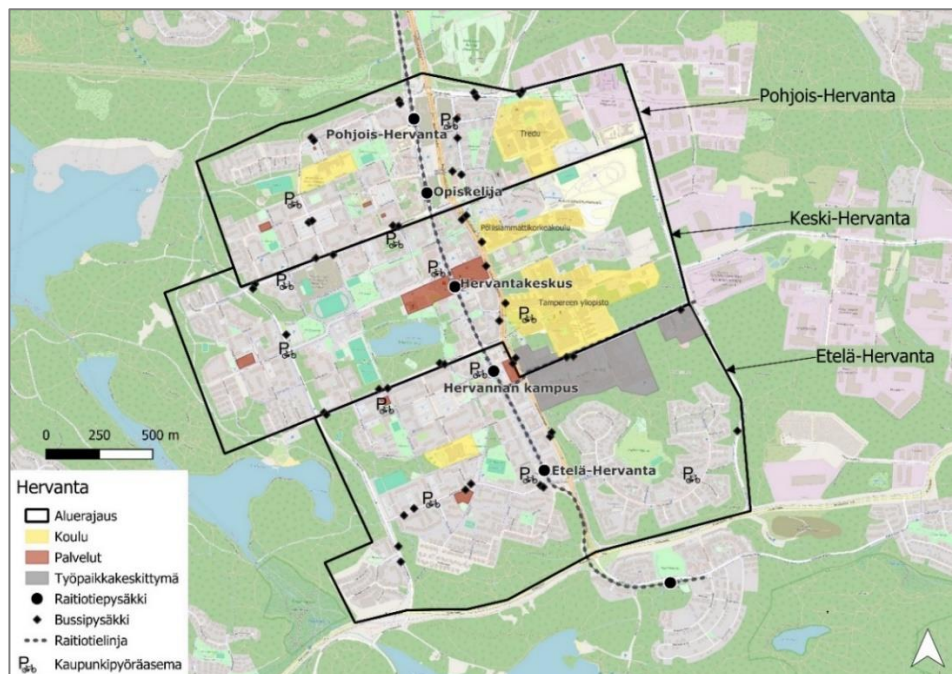 Pohjois-Hervanta
Pohjois-Hervanta
Tredu
Opiskelija
Keski-Hervanta
Poliisiammattikorkeakoulu
Hervantakeskus
Tampereen yliopisto
Etelä-Hervanta
Hervannan kampus
0 250 500 m
Etelä-Hervanta
Hervanta
Aluerajaus
Koulu
Palvelut
Työpaikkakeskittymä
Raitiotiepysäkki
Bussipysäkki
Raitiotielinja
Kaupunkipyöräasema
P
P
P
P
P
P
P
P
P
P
P
P